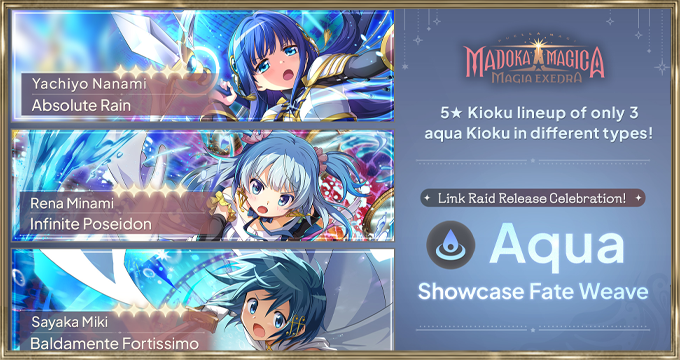 Yachiyo Nanami
Absolute Rain
Rena Minami
Infinite Poseidon
Sayaka Miki
Baldamente Fortissimo
MADOKA MAGICA
MAGIA EXEDRA
5★ Kioku lineup of only 3
aqua Kioku in different types!
Link Raid Release Celebration!
Aqua
Showcase Fate Weave